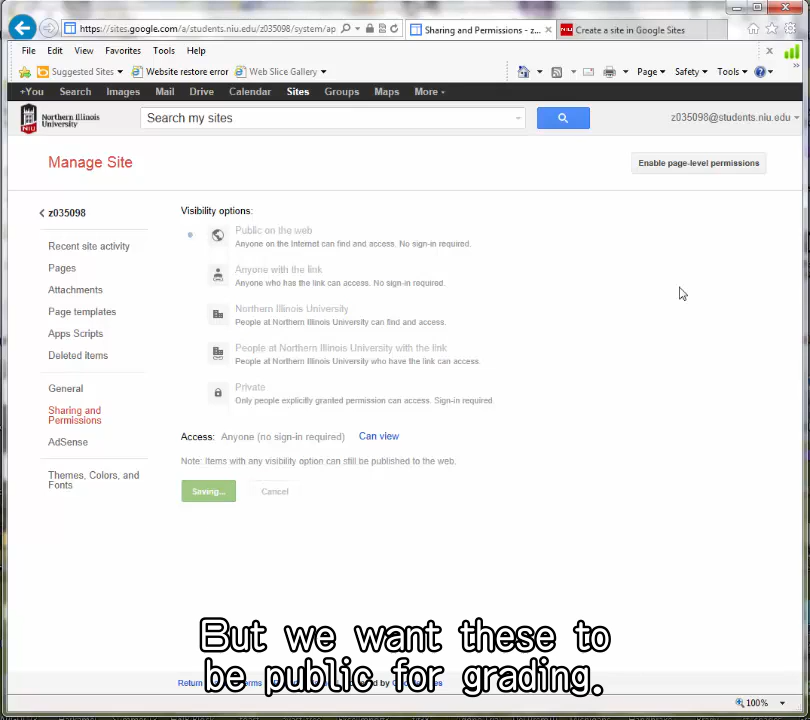 https://sites.google.com/a/students.niu.edu/z035098/system/ap
Sharing and Permissions - z...
Create a site in Google Sites
File Edit View Favorites Tools Help
Suggested Sites Website restore error Web Slice Gallery Page Safety Tools
+You Search Images Mail Drive Calendar Sites Groups Maps More
NIU
Northern Illinois
University
Search my sites
z035098@students.niu.edu
Manage Site
Enable page-level permissions
z035098
Recent site activity
Pages
Attachments
Page templates
Apps Scripts
Deleted items
General
Sharing and
Permissions
AdSense
Themes, Colors, and
Fonts
Visibility options:
Public on the web
Anyone on the Internet can find and access. No sign-in required.
Anyone with the link
Anyone who has the link can access. No sign-in required.
Northern Illinois University
People at Northern Illinois University can find and access.
People at Northern Illinois University with the link
People at Northern Illinois University who have the link can access.
Private
Only people explicitly granted permission can access. Sign-in required
Access: Anyone (no sign-in required) Can view
Note: Items with any visibility option can still be published to the web.
Saving... Cancel
But we want these to
be public for grading.
Return
100%